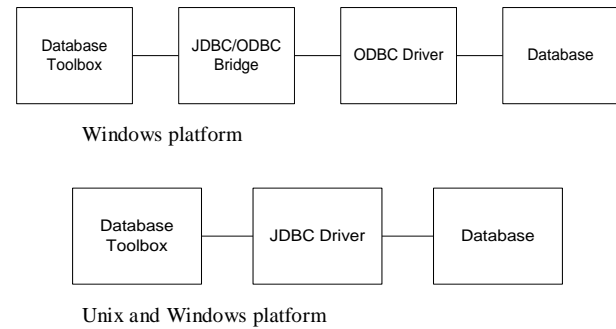 Database
Toolbox
JDBC/ODBC
Bridge
ODBC Driver
Database
Windows platform
Database
Toolbox
JDBC Driver
Database
Unix and Windows platform